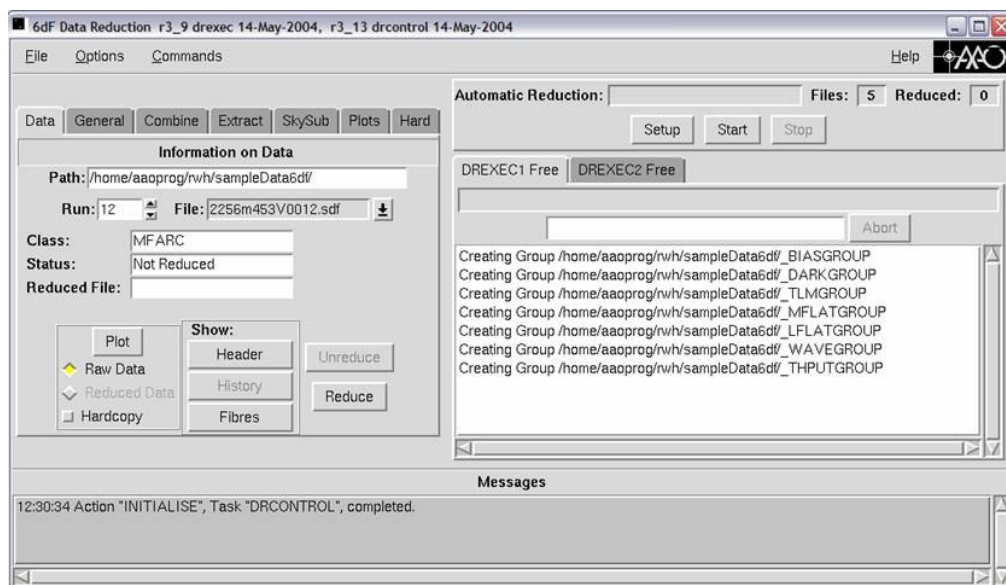 6dF Data Reduction r3_9 drexec 14-May-2004, r3_13 drcontrol 14-May-2004
File Options Commands Help
AAO
Data General Combine Extract SkySub Plots Hard
Information on Data
Path: /home/aaoprog/rwh/sampleData6df/
Run: 12 File: 2256m453V0012.sdf
Class: MFARC
Status: Not Reduced
Reduced File:
Plot
Raw Data
Reduced Data
Hardcopy
Show:
Header
History
Fibres
Unreduce
Reduce
Automatic Reduction: Files: 5 Reduced: 0
Setup Start Stop
DREXEC1 Free DREXEC2 Free
Abort
Creating Group /home/aaoprog/rwh/sampleData6df/_BIASGROUP
Creating Group /home/aaoprog/rwh/sampleData6df/_DARKGROUP
Creating Group /home/aaoprog/rwh/sampleData6df/_TLMGROUP
Creating Group /home/aaoprog/rwh/sampleData6df/_MFLATGROUP
Creating Group /home/aaoprog/rwh/sampleData6df/_LFLATGROUP
Creating Group /home/aaoprog/rwh/sampleData6df/_WAVEGROUP
Creating Group /home/aaoprog/rwh/sampleData6df/_THPUTGROUP
Messages
12:30:34 Action "INITIALISE", Task "DRCONTROL", completed.